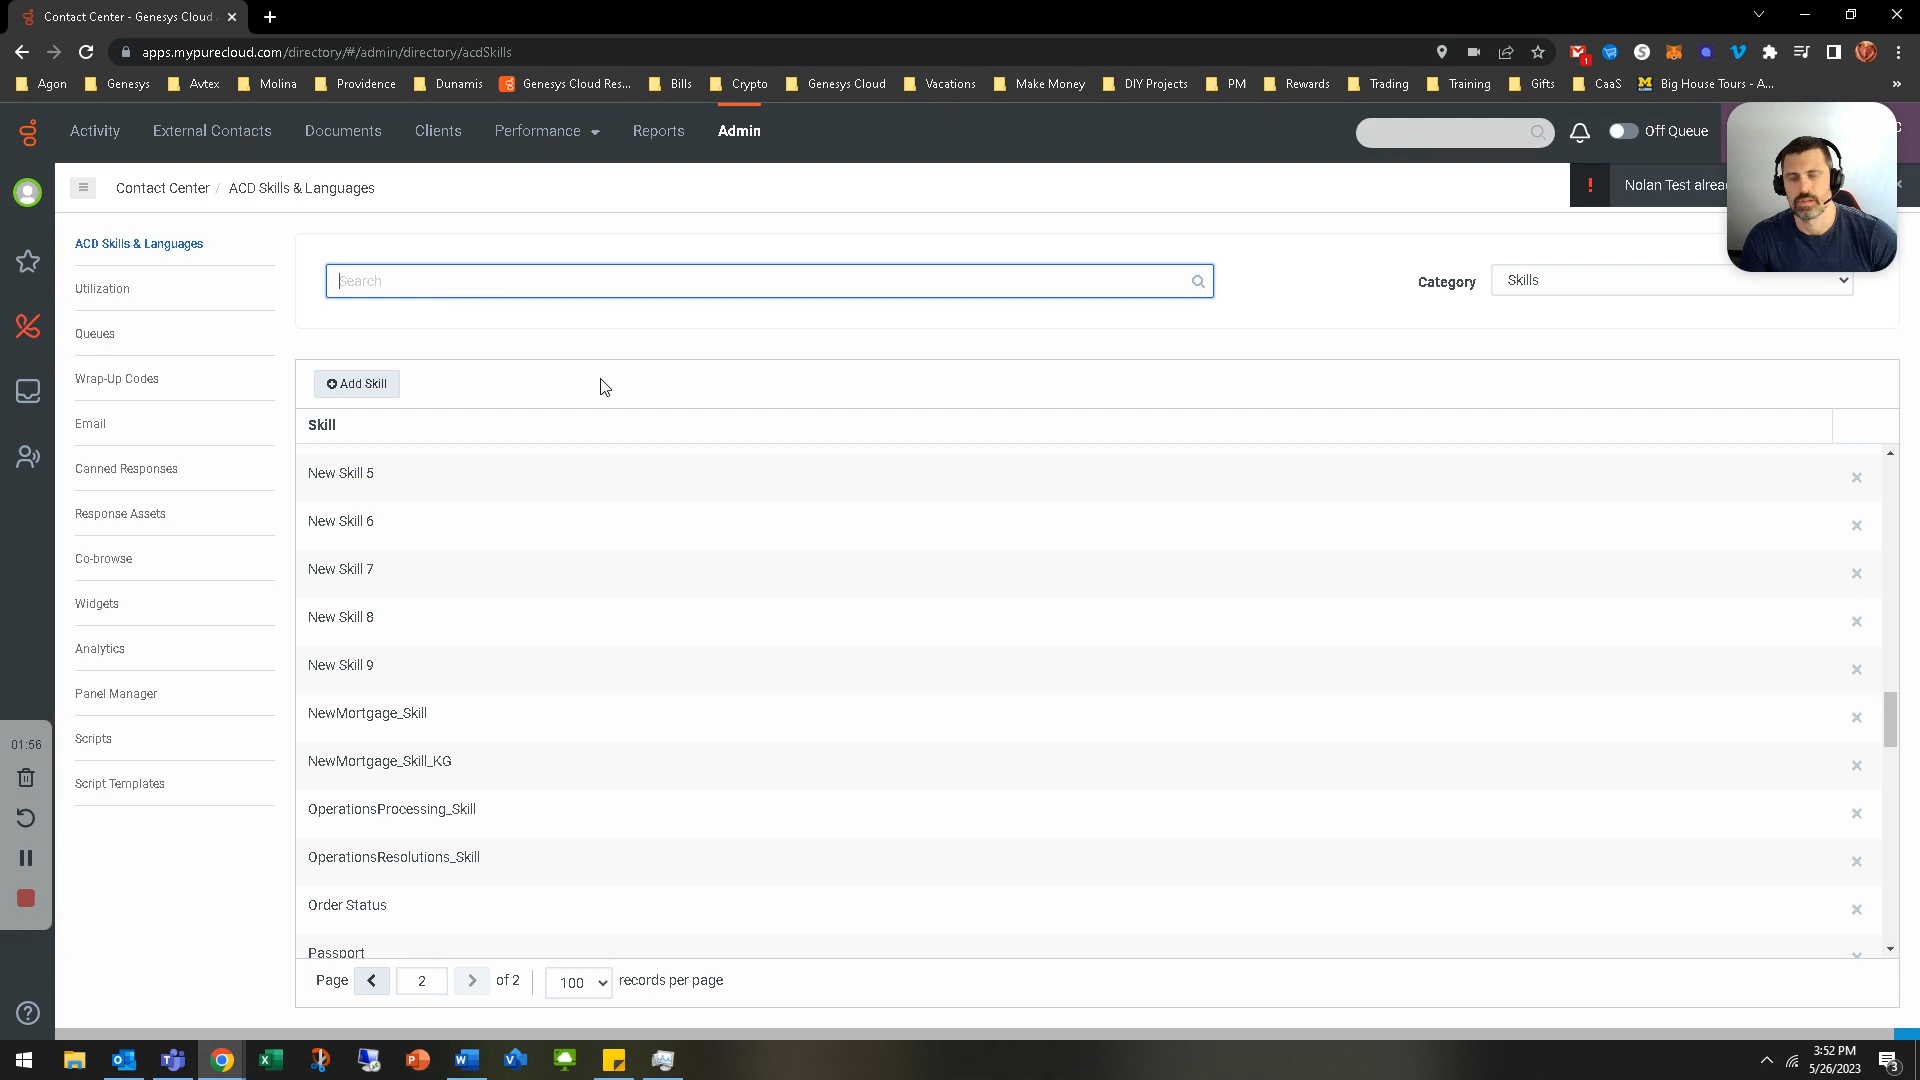 Contact Center - Genesys Cloud
apps.mypurecloud.com/directory/#/admin/directory/acdSkills
1
Agon
Genesys
Avtex
Molina
Providence
Dunamis
Genesys Cloud Res...
Bills
Crypto
Genesys Cloud
Vacations
Make Money
DIY Projects
PM
Rewards
Trading
Training
Gifts
CaaS
Big House Tours - A...
Activity
External Contacts
Documents
Clients
Performance
Reports
Admin
Off Queue
Contact Center / ACD Skills & Languages
Nolan Test alrea
ACD Skills & Languages
Utilization
Queues
Wrap-Up Codes
Email
Canned Responses
Response Assets
Co-browse
Widgets
Analytics
Panel Manager
Scripts
Script Templates
Search
Category
Skills
Add Skill
Skill
New Skill 5
New Skill 6
New Skill 7
New Skill 8
New Skill 9
NewMortgage_Skill
NewMortgage_Skill_KG
OperationsProcessing_Skill
OperationsResolutions_Skill
Order Status
Passport
Page 2 of 2 100 records per page
01:56
3:52 PM
5/26/2023
3